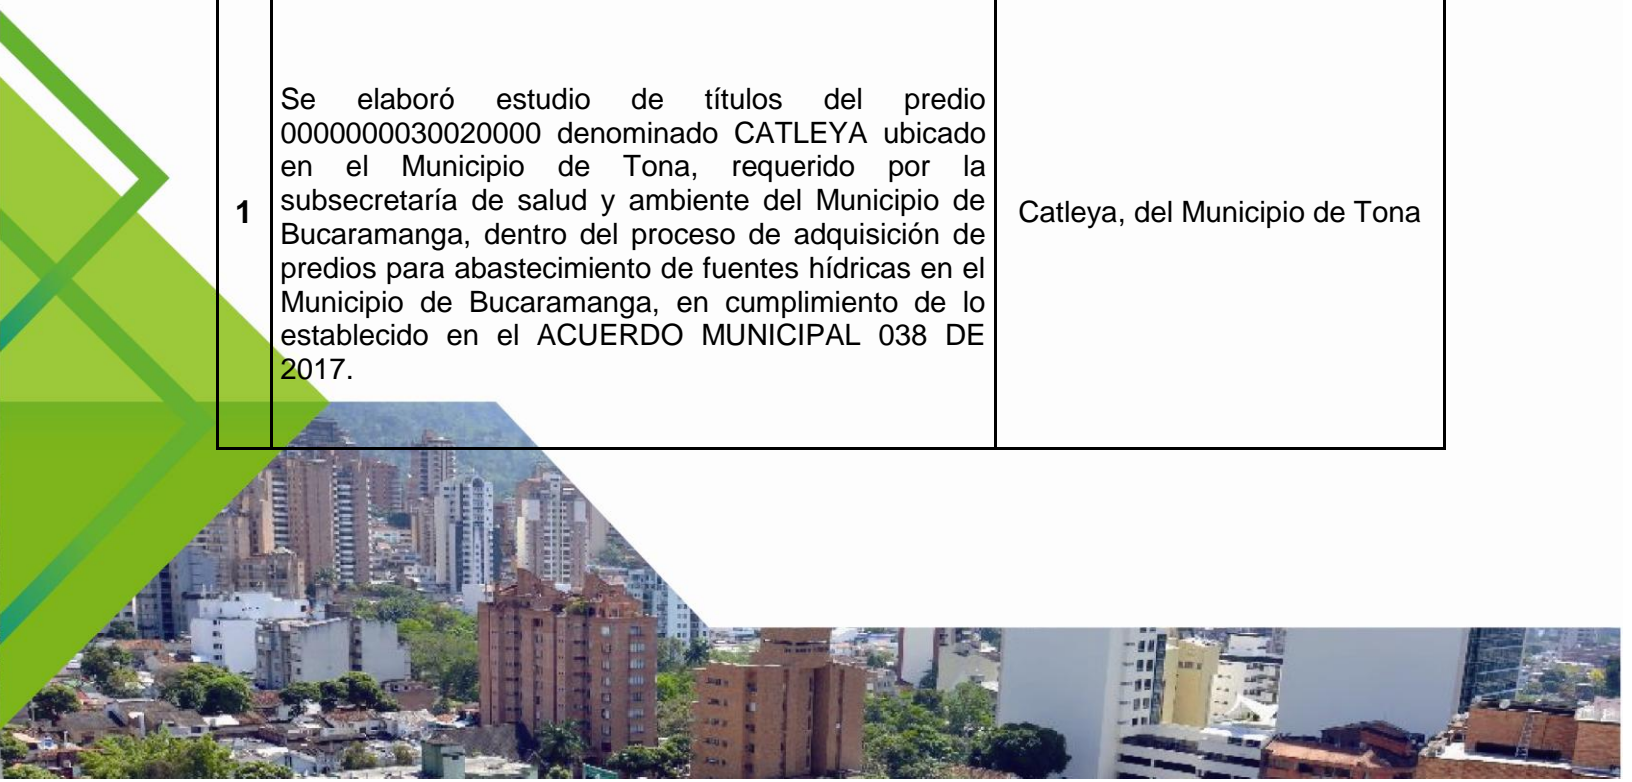 Se elaboró estudio de títulos del predio
0000000030020000 denominado CATLEYA ubicado
en el Municipio de Tona, requerido por la
subsecretaría de salud y ambiente del Municipio de
1
Bucaramanga, dentro del proceso de adquisición de
predios para abastecimiento de fuentes hídricas en el
Municipio de Bucaramanga, en cumplimiento de lo
establecido en el ACUERDO MUNICIPAL 038 DE
2017.
Catleya, del Municipio de Tona